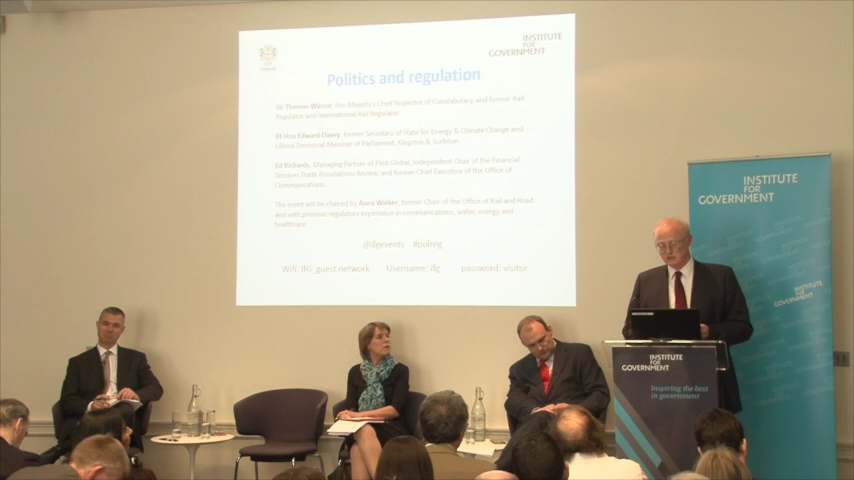 INSTITUTE
FOR
GOVERNMENT
Politics and regulation
Sir Thomas Winsor, Her Majesty's Chief Inspector of Constabulary, and former Rail
Regulator and International Rail Regulator
Rt Hon Edward Davey, former Secretary of State for Energy & Climate Change and
Liberal Democrat Member of Parliament, Kingston & Surbiton
Ed Richards, Managing Partner of Flint Global, Independent Chair of the Financial
Services Trade Associations Review, and former Chief Executive of the Office of
Communications.
The event will be chaired by Anna Walker, former Chair of the Office of Rail and Road
and with previous regulatory experience in communications, water, energy and
healthcare.
@ifgevents #polreg
Wifi: IfG_guest network Username: ifg password: visitor
INSTITUTE
FOR
GOVERNMENT
INSTITUTE
FOR
GOVERNMENT
INSTITUTE
FOR
GOVERNMENT
Inspiring the best
in government